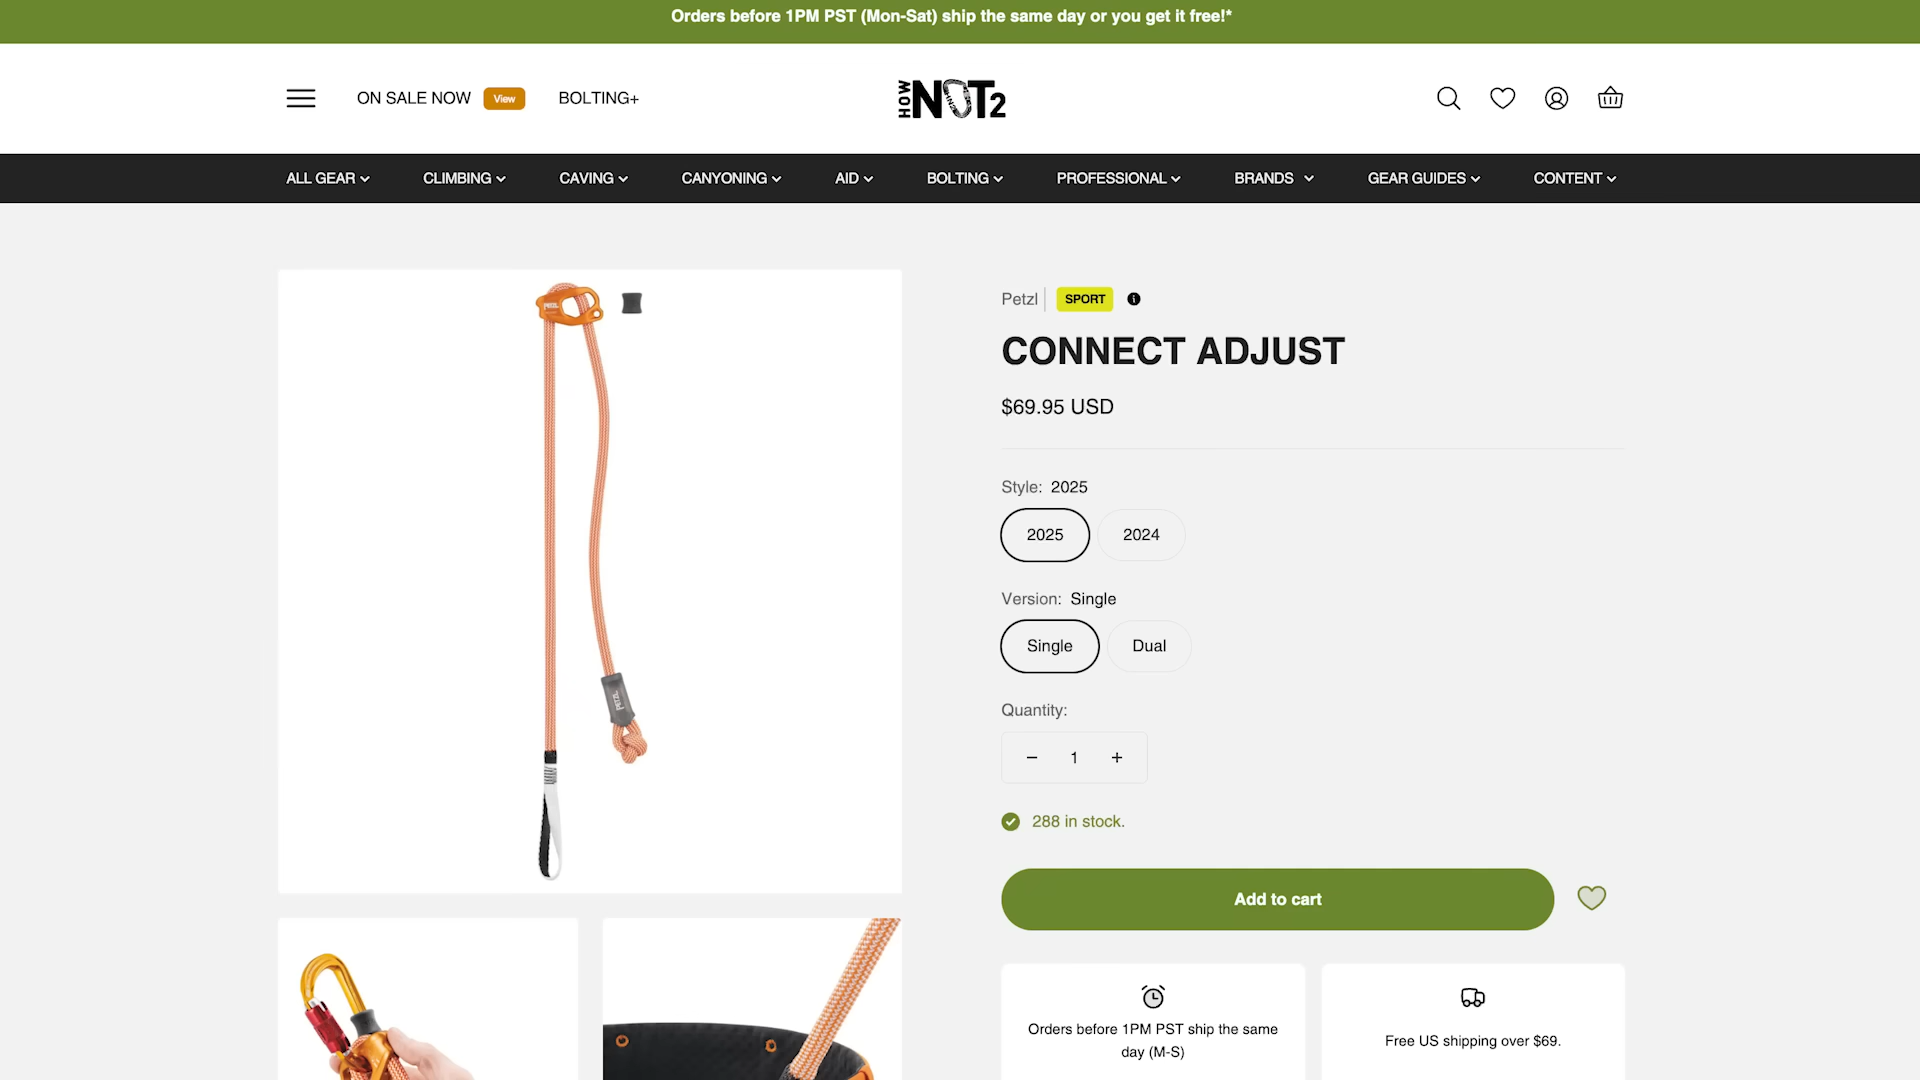 Orders before 1PM PST (Mon-Sat) ship the same day or you get it free!*
ON SALE NOW View BOLTING+
HOW NOT2
ALL GEAR CLIMBING CAVING CANYONING AID BOLTING PROFESSIONAL BRANDS GEAR GUIDES CONTENT
PETZL
PETZL
Petzl SPORT
CONNECT ADJUST
$69.95 USD
Style: 2025
2025 2024
Version: Single
Single Dual
Quantity:
− 1 +
288 in stock.
Add to cart
Orders before 1PM PST ship the same
day (M-S)
Free US shipping over $69.